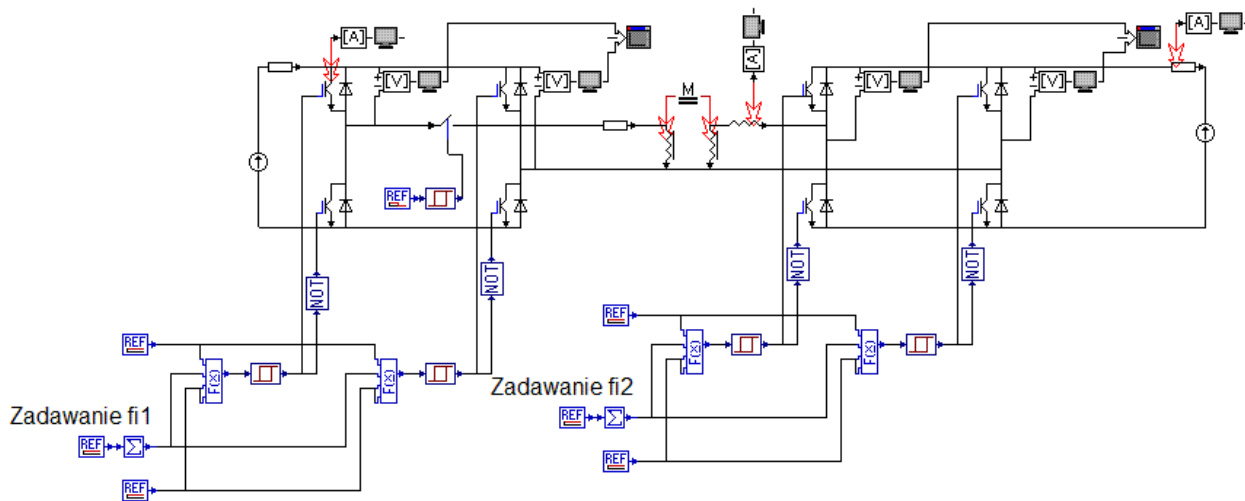 [A]
[A]
[A]
[V]
[V]
[V]
[V]
M
REF
NOT
NOT
NOT
NOT
REF
REF
F(x)
F(x)
F(x)
F(x)
Zadawanie fi1
Zadawanie fi2
REF
Σ
REF
Σ
REF
REF